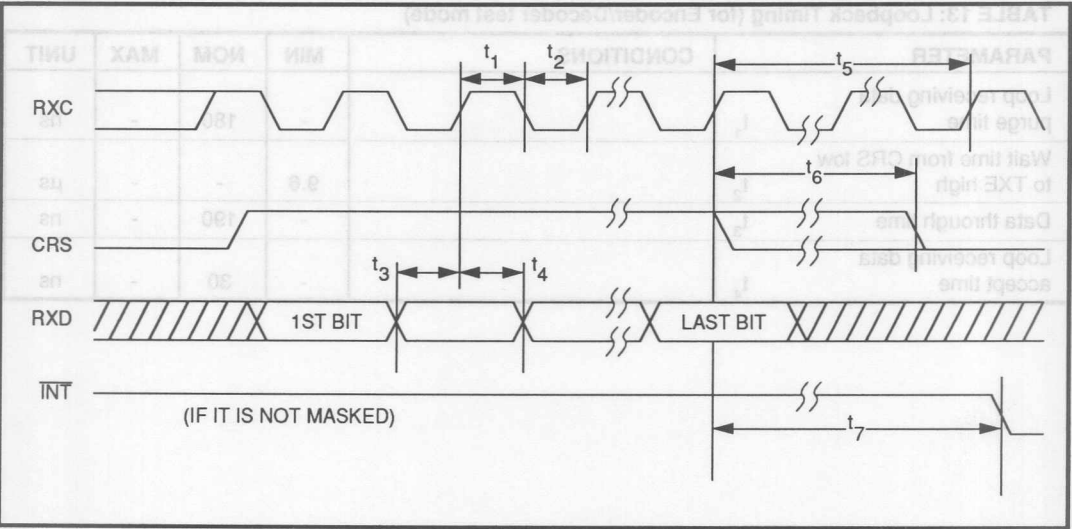 TABLE 13: Loopback Timing (for Encoder/Decoder test mode)
PARAMETER CONDITIONS MIN NOM MAX UNIT
t1 t2 t5
RXC
Loop receiving data
purge time t1 - 180 - ns
Wait time from CRS low
to TXE high t2 9.6 - - µs
t6
Data through time t3 - 190 - ns
CRS
Loop receiving data
accept time t4 - 30 - ns
t3 t4
RXD 1ST BIT LAST BIT
INT
(IF IT IS NOT MASKED)
t7